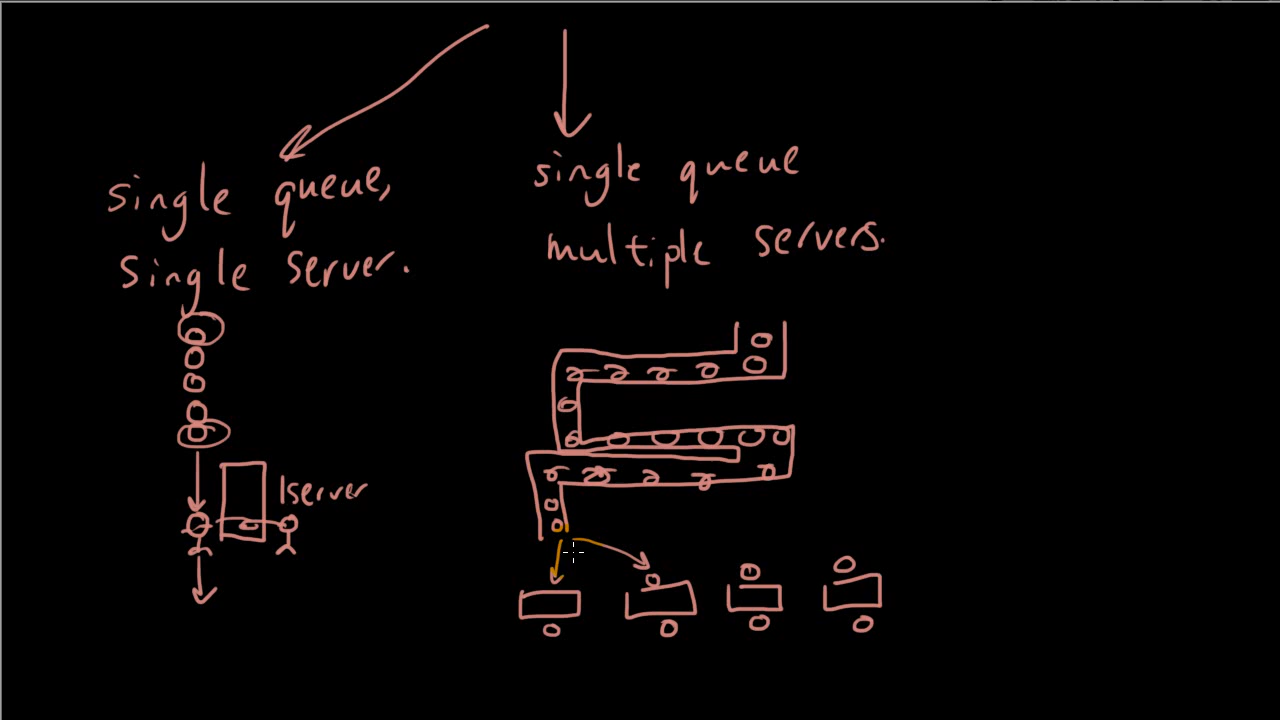 single queue,
single server.
1server
single queue
multiple servers.